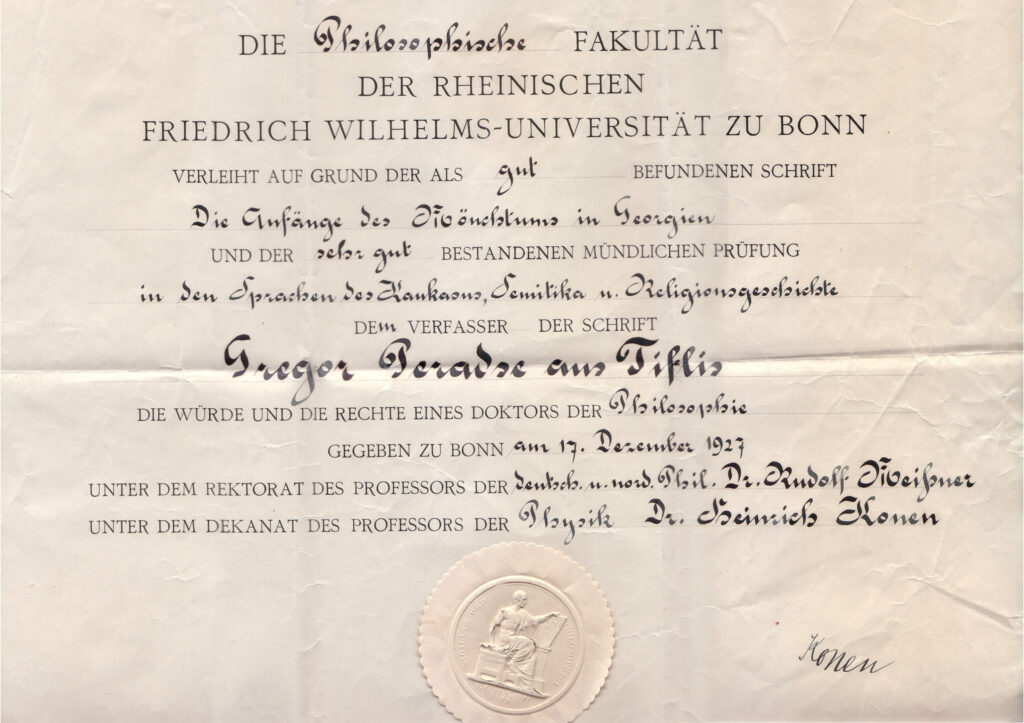 DIE Philosophische FAKULTÄT
DER RHEINISCHEN
FRIEDRICH WILHELMS-UNIVERSITÄT ZU BONN
VERLEIHT AUF GRUND DER ALS gut BEFUNDENEN SCHRIFT
Die Anfänge des Mönchtums in Georgien
UND DER sehr gut BESTANDENEN MÜNDLICHEN PRÜFUNG
in den Sprachen des Kaukasus, Semitika u. Religionsgeschichte
DEm VERFASSER DER SCHRIFT
Gregor Peradse aus Tiflis
DIE WÜRDE UND DIE RECHTE EINES DOKTORS DER Philosophie
GEGEBEN ZU BONN am 17. Dezember 1927
UNTER DEM REKTORAT DES PROFESSORS DER deutsch. u. nord. Phil. Dr. Rudolf Meißner
UNTER DEM DEKANAT DES PROFESSORS DER Physik Dr. Heinrich Konen
Konen